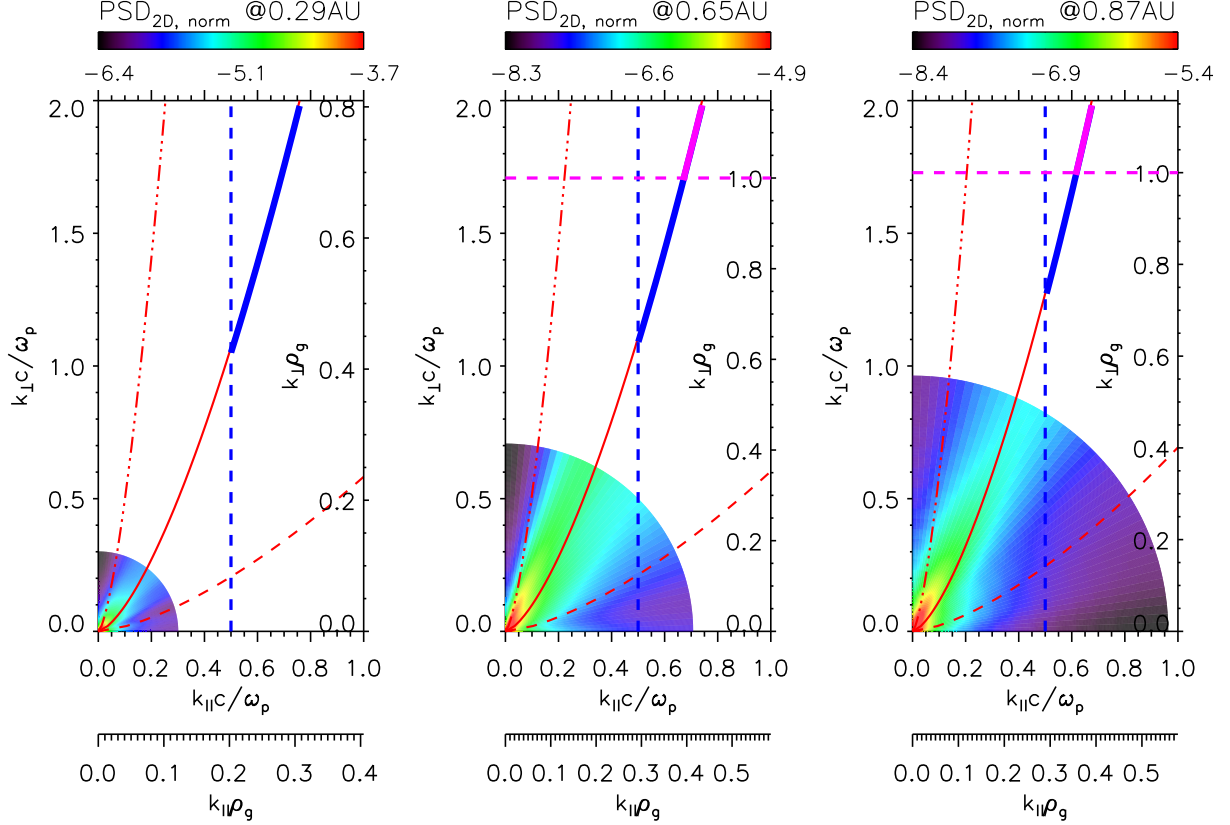 PSD2D, norm @0.29AU
−6.4 −5.1 −3.7
2.0
1.5
1.0
0.5
0.0
k⊥c/ωp
0.8
0.6
0.4
0.2
0.0
k⊥ρg
0.0 0.2 0.4 0.6 0.8 1.0
k||c/ωp
0.0 0.1 0.2 0.3 0.4
k||ρg
PSD2D, norm @0.65AU
−8.3 −6.6 −4.9
2.0
1.5
1.0
0.5
0.0
k⊥c/ωp
1.0
0.8
0.6
0.4
0.2
0.0
k⊥ρg
0.0 0.2 0.4 0.6 0.8 1.0
k||c/ωp
0.0 0.1 0.2 0.3 0.4 0.5
k||ρg
PSD2D, norm @0.87AU
−8.4 −6.9 −5.4
2.0
1.5
1.0
0.5
0.0
k⊥c/ωp
1.0
0.8
0.6
0.4
0.2
0.0
k⊥ρg
0.0 0.2 0.4 0.6 0.8 1.0
k||c/ωp
0.0 0.1 0.2 0.3 0.4 0.5
k||ρg